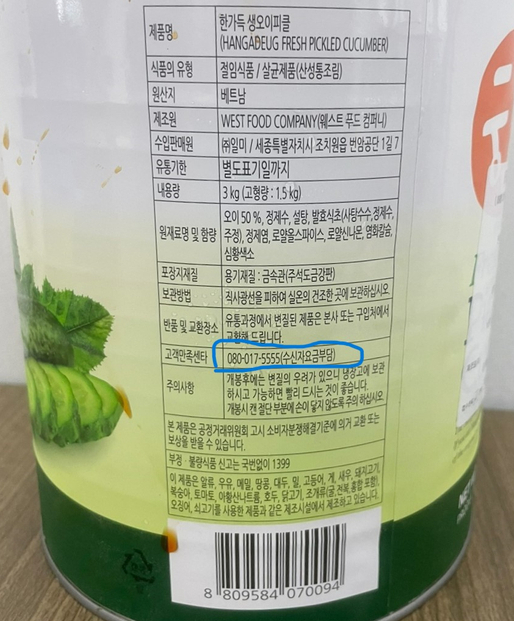 제품명 한가득 생오이피클
(HANGADEUG FRESH PICKLED CUCUMBER)
식품의 유형 절임식품 / 살균제품(산성통조림)
원산지 베트남
제조원 WEST FOOD COMPANY(웨스트 푸드 컴퍼니)
수입판매원 ㈜일미 / 세종특별자치시 조치원읍 번암공단 1길 7
유통기한 별도표기일까지
내용량 3 kg (고형량 : 1.5 kg)
원재료명 및 함량 오이 50 %, 정제수, 설탕, 발효식초(사탕수수,정제수,
주정), 정제염, 로얄올스파이스, 로얄신나몬, 염화칼슘,
심황색소
포장지재질 용기재질 : 금속관(주석도금강판)
보관방법 직사광선을 피하여 실온의 건조한 곳에 보관하십시오
반품 및 교환장소 유통과정에서 변질된 제품은 본사 또는 구입처에서
교환해 드립니다.
고객만족센타 080-017-5555(수신자요금부담)
주의사항 개봉후에는 변질의 우려가 있으니 냉장고에 보관
하시고 가능하면 빨리 드시는 것이 좋습니다.
개봉시 캔 절단 부분에 손이 닿지 않도록 주의 하십시오.
본 제품은 공정거래위원회 고시 소비자분쟁해결기준에 의거 교환 또는
보상을 받을 수 있습니다.
부정ㆍ불량식품 신고는 국번없이 1399
이 제품은 알류, 우유, 메밀, 땅콩, 대두, 밀, 고등어, 게, 새우, 돼지고기,
복숭아, 토마토, 아황산나트륨, 호두, 닭고기, 조개류(굴,전복,홍합 포함),
오징어, 쇠고기를 사용한 제품과 같은 제조시설에서 제조하고 있습니다.
8 809584 070094